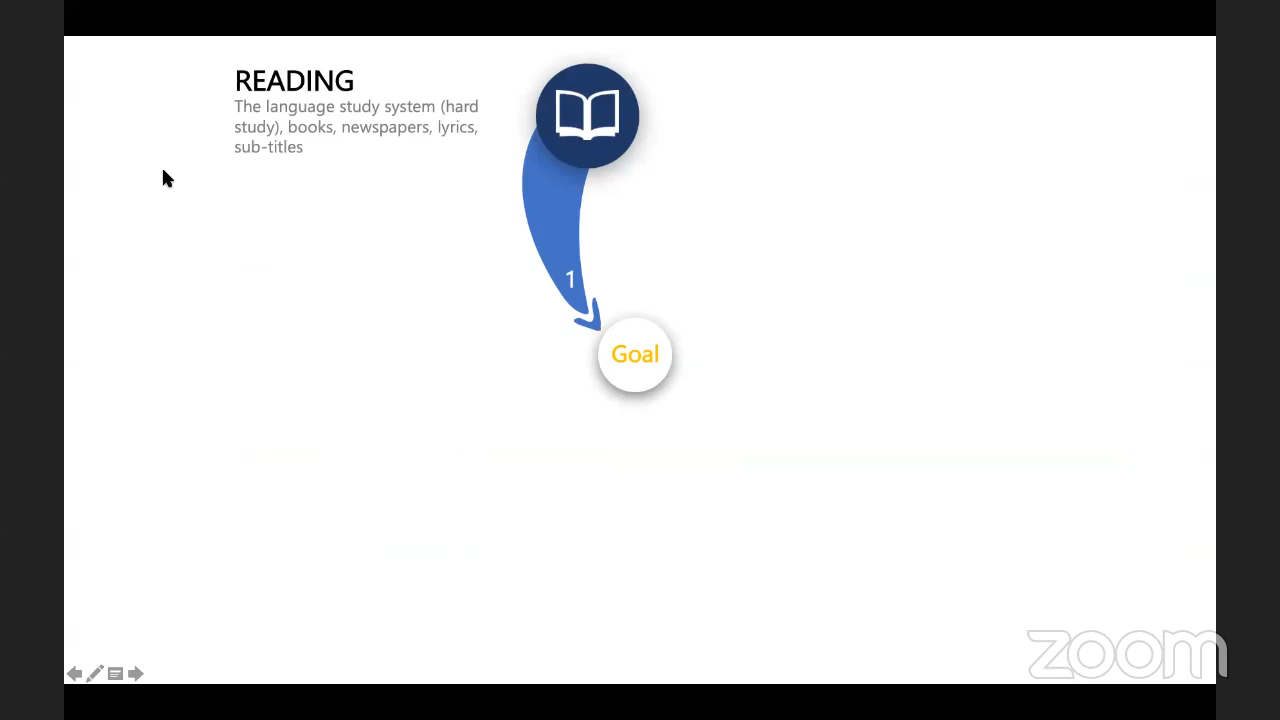 READING
The language study system (hard
study), books, newspapers, lyrics,
sub-titles
1
Goal
zoom